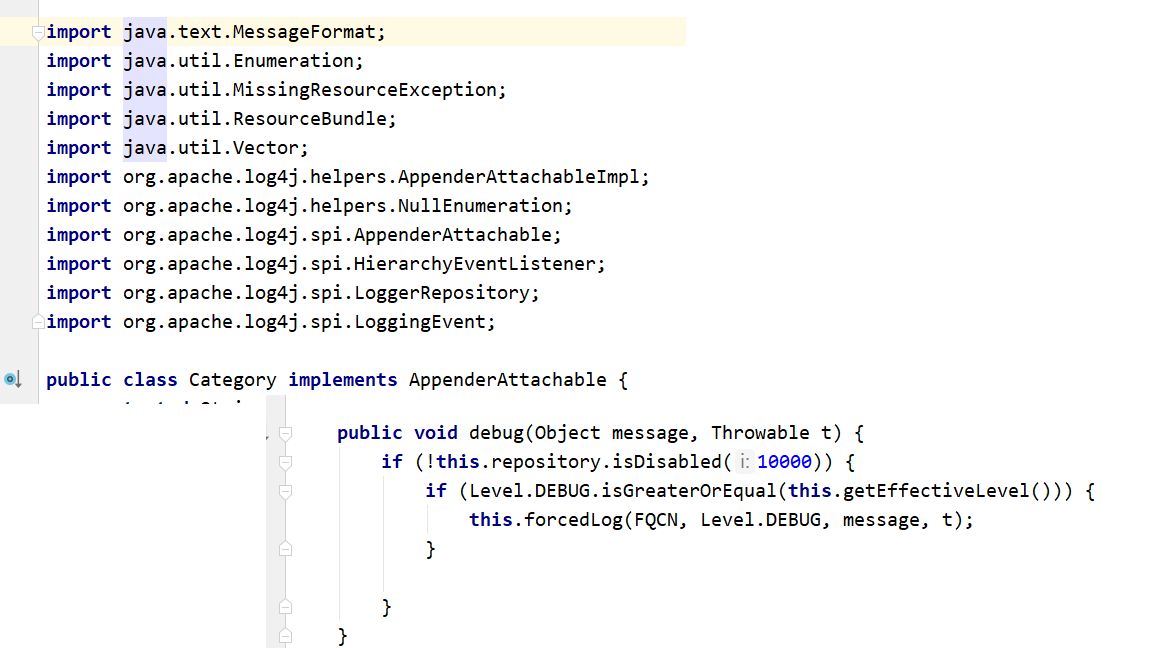 import java.text.MessageFormat;
import java.util.Enumeration;
import java.util.MissingResourceException;
import java.util.ResourceBundle;
import java.util.Vector;
import org.apache.log4j.helpers.AppenderAttachableImpl;
import org.apache.log4j.helpers.NullEnumeration;
import org.apache.log4j.spi.AppenderAttachable;
import org.apache.log4j.spi.HierarchyEventListener;
import org.apache.log4j.spi.LoggerRepository;
import org.apache.log4j.spi.LoggingEvent;
public class Category implements AppenderAttachable {
public void debug(Object message, Throwable t) {
if (!this.repository.isDisabled( i: 10000)) {
if (Level.DEBUG.isGreaterOrEqual(this.getEffectiveLevel())) {
this.forcedLog(FQCN, Level.DEBUG, message, t);
}
}
}